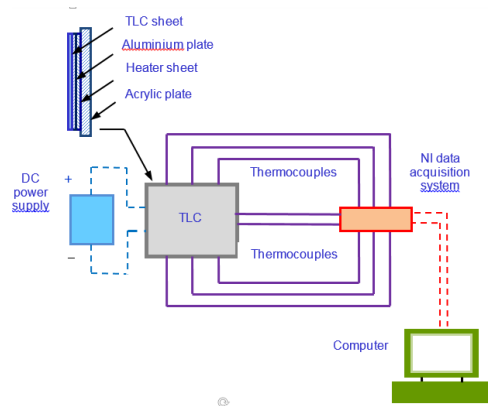 TLC sheet
Aluminium plate
Heater sheet
Acrylic plate
DC
power
supply
+
−
TLC
Thermocouples
Thermocouples
NI data
acquisition
system
Computer
@